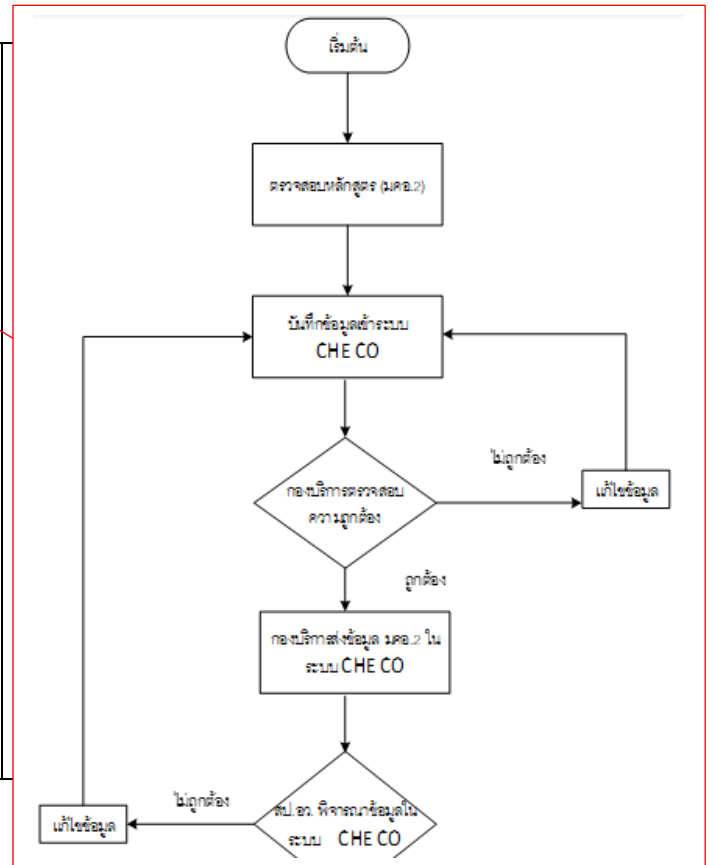 เริ่มต้น
ตรวจสอบหลักสูตร (มคอ.2)
บันทึกข้อมูลเข้าระบบ
CHE CO
กองบริการตรวจสอบ
ความถูกต้อง
ไม่ถูกต้อง
แก้ไขข้อมูล
ถูกต้อง
กองบริการส่งข้อมูล มคอ.2 ใน
ระบบ CHE CO
สป.อว. พิจารณาข้อมูลใน
ระบบ CHE CO
ไม่ถูกต้อง
แก้ไขข้อมูล